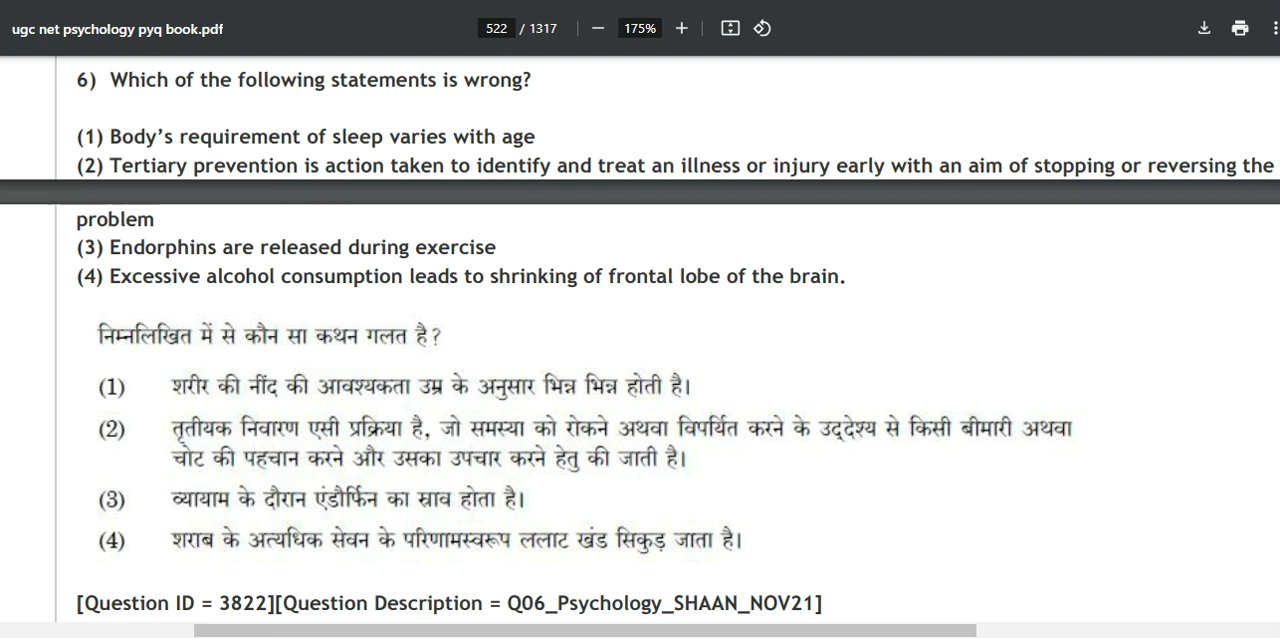 ugc net psychology pyq book.pdf
522 / 1317
175%
6) Which of the following statements is wrong?
(1) Body’s requirement of sleep varies with age
(2) Tertiary prevention is action taken to identify and treat an illness or injury early with an aim of stopping or reversing the
problem
(3) Endorphins are released during exercise
(4) Excessive alcohol consumption leads to shrinking of frontal lobe of the brain.
निम्नलिखित में से कौन सा कथन गलत है?
(1) शरीर की नींद की आवश्यकता उम्र के अनुसार भिन्न भिन्न होती है।
(2) तृतीयक निवारण एसी प्रक्रिया है, जो समस्या को रोकने अथवा विपर्यित करने के उद्देश्य से किसी बीमारी अथवा
चोट की पहचान करने और उसका उपचार करने हेतु की जाती है।
(3) व्यायाम के दौरान एंडौर्फिन का स्राव होता है।
(4) शराब के अत्यधिक सेवन के परिणामस्वरूप ललाट खंड सिकुड़ जाता है।
[Question ID = 3822][Question Description = Q06_Psychology_SHAAN_NOV21]